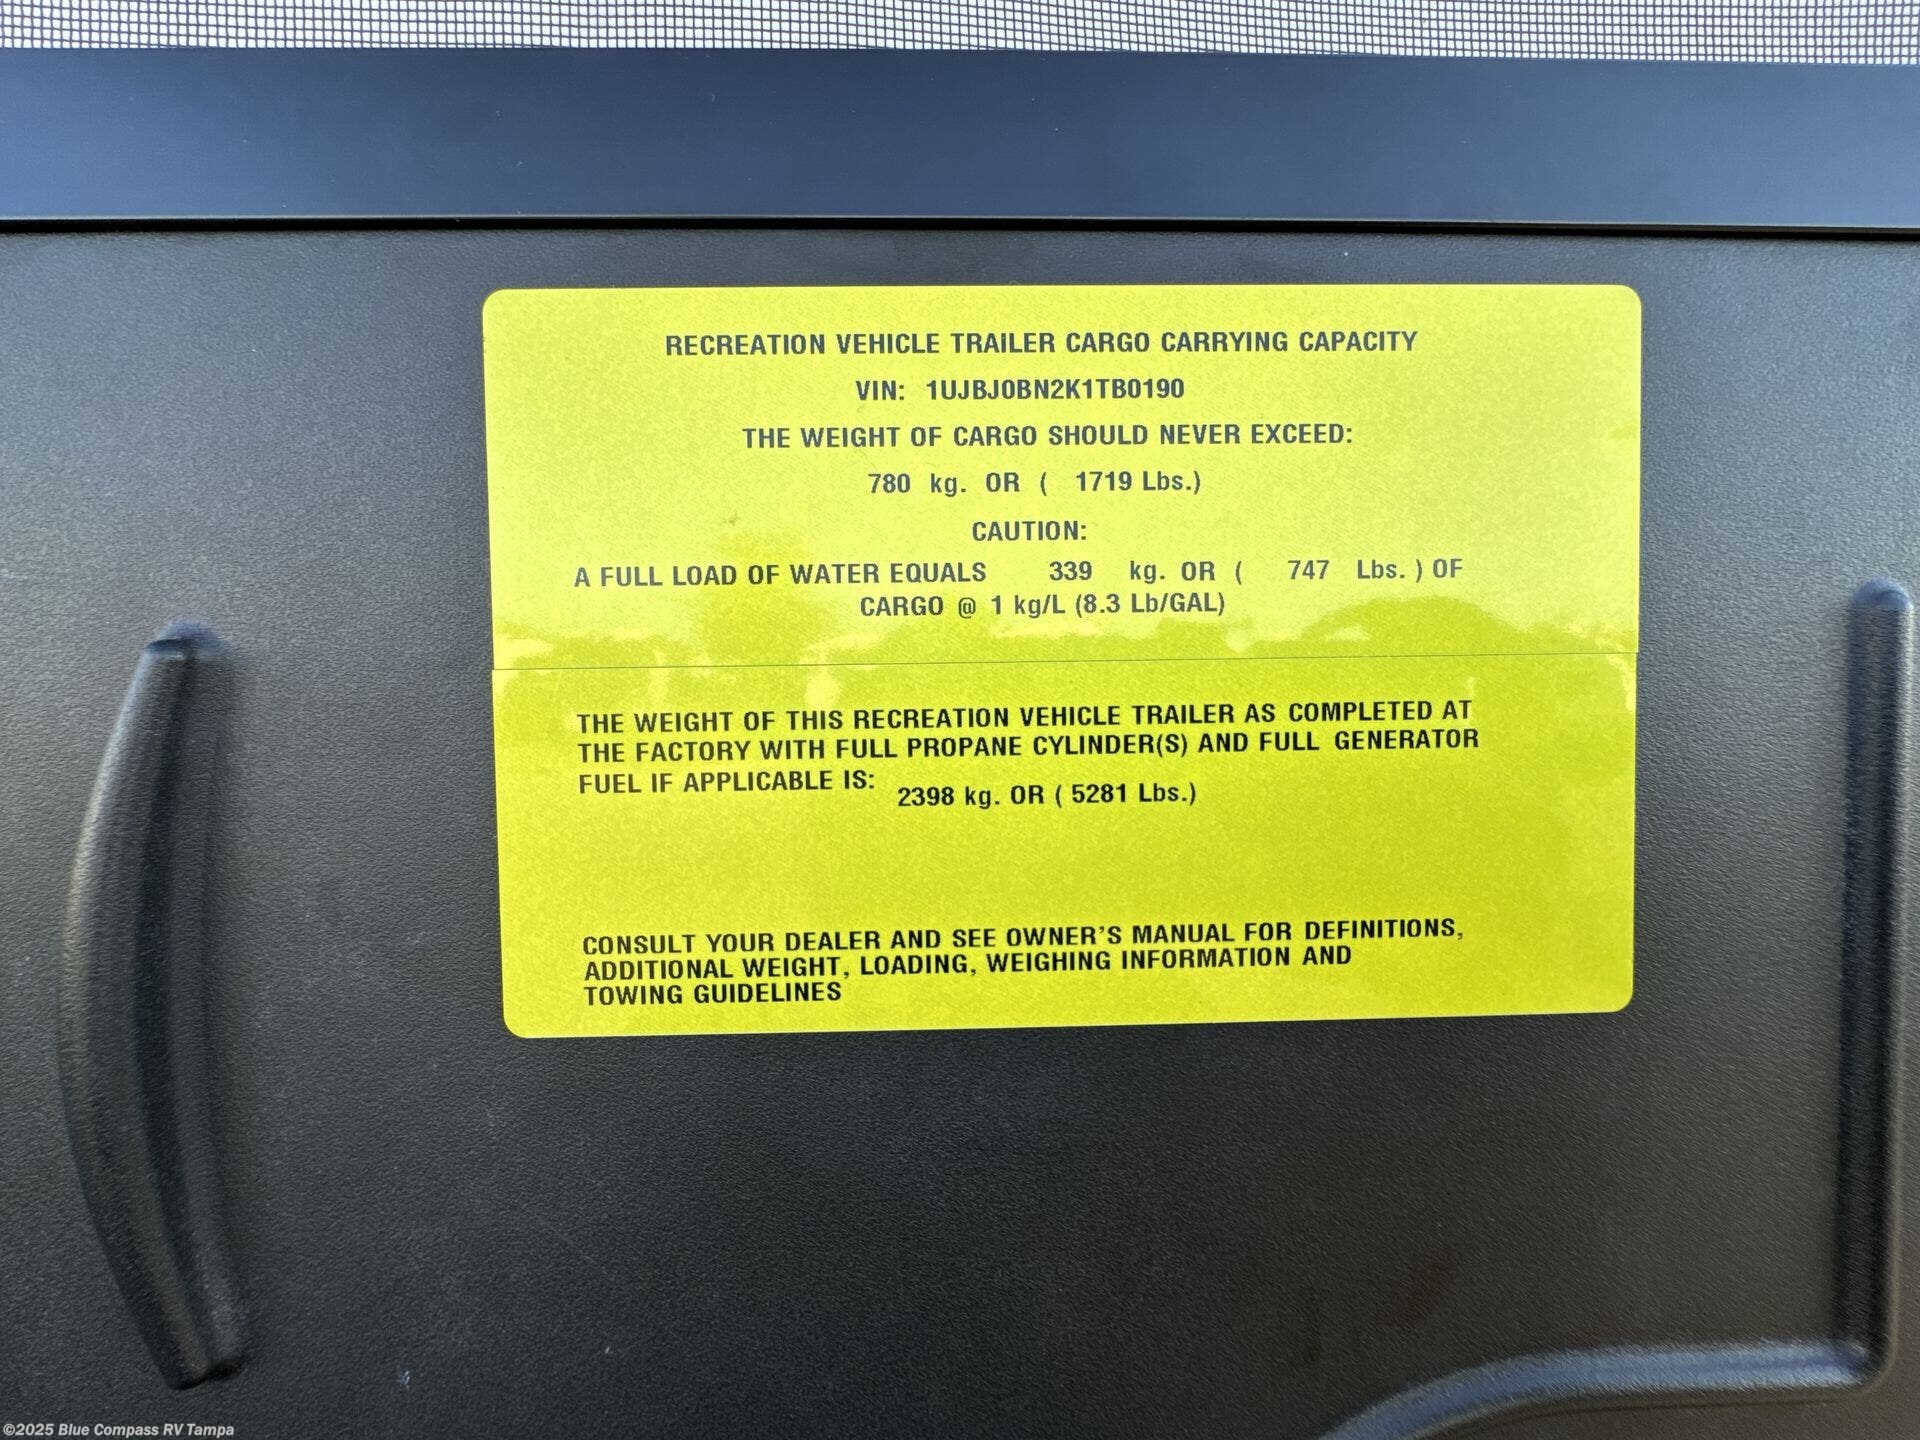 RECREATION VEHICLE TRAILER CARGO CARRYING CAPACITY
VIN: 1UJBJ0BN2K1TB0190
THE WEIGHT OF CARGO SHOULD NEVER EXCEED:
780 kg. OR ( 1719 Lbs.)
CAUTION:
A FULL LOAD OF WATER EQUALS 339 kg. OR ( 747 Lbs. ) OF
CARGO @ 1 kg/L (8.3 Lb/GAL)
THE WEIGHT OF THIS RECREATION VEHICLE TRAILER AS COMPLETED AT
THE FACTORY WITH FULL PROPANE CYLINDER(S) AND FULL GENERATOR
FUEL IF APPLICABLE IS:
2398 kg. OR ( 5281 Lbs.)
CONSULT YOUR DEALER AND SEE OWNER'S MANUAL FOR DEFINITIONS,
ADDITIONAL WEIGHT, LOADING, WEIGHING INFORMATION AND
TOWING GUIDELINES
©2025 Blue Compass RV Tampa